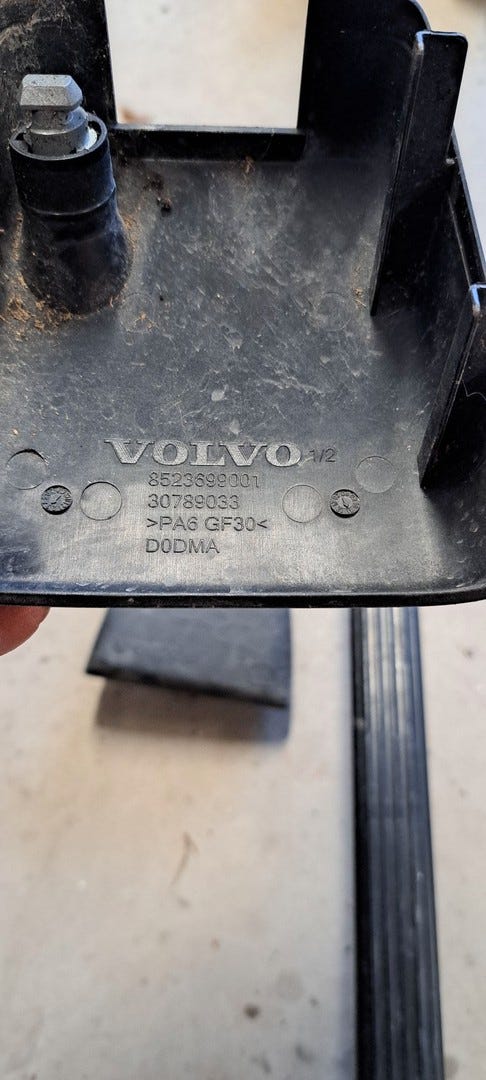 VOLVO 1/2
8523699001
30789033
>PA6 GF30<
D0DMA